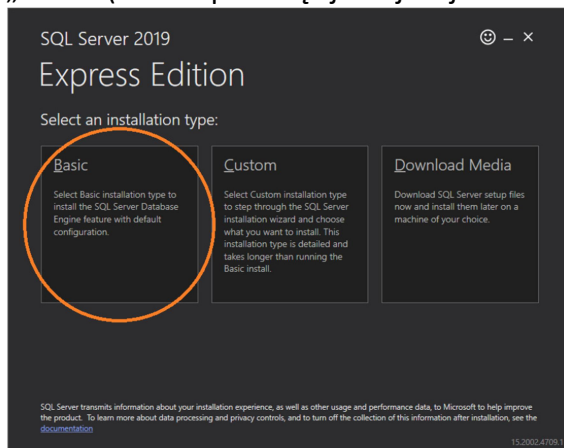 SQL Server 2019
Express Edition
Select an installation type:
Basic
Select Basic installation type to
install the SQL Server Database
Engine feature with default
configuration.
Custom
Select Custom installation type
to step through the SQL Server
installation wizard and choose
what you want to install. This
installation type is detailed and
takes longer than running the
Basic install.
Download Media
Download SQL Server setup files
now and install them later on a
machine of your choice.
SQL Server transmits information about your installation experience, as well as other usage and performance data, to Microsoft to help improve
the product. To learn more about data processing and privacy controls, and to turn off the collection of this information after installation, see the
documentation
15.2002.4709.1